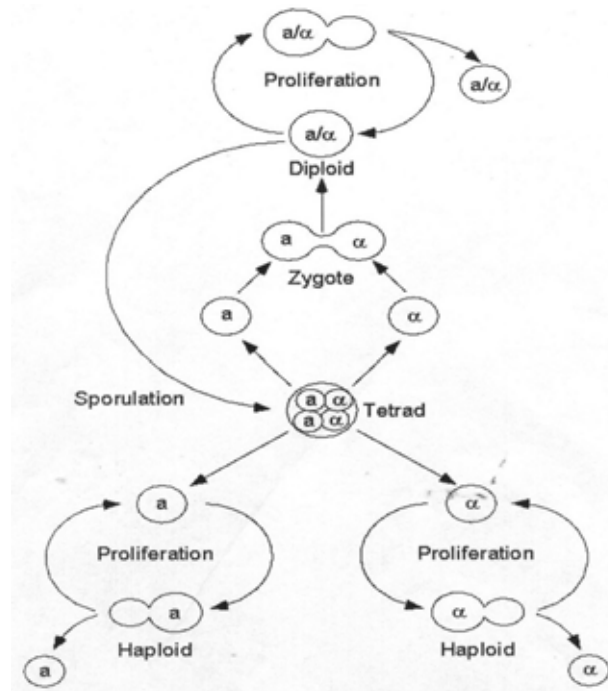 a/α
Proliferation
a/α
a/α
Diploid
a α
Zygote
a α
Sporulation
a α
a α
Tetrad
a α
Proliferation Proliferation
a α
Haploid Haploid
a α